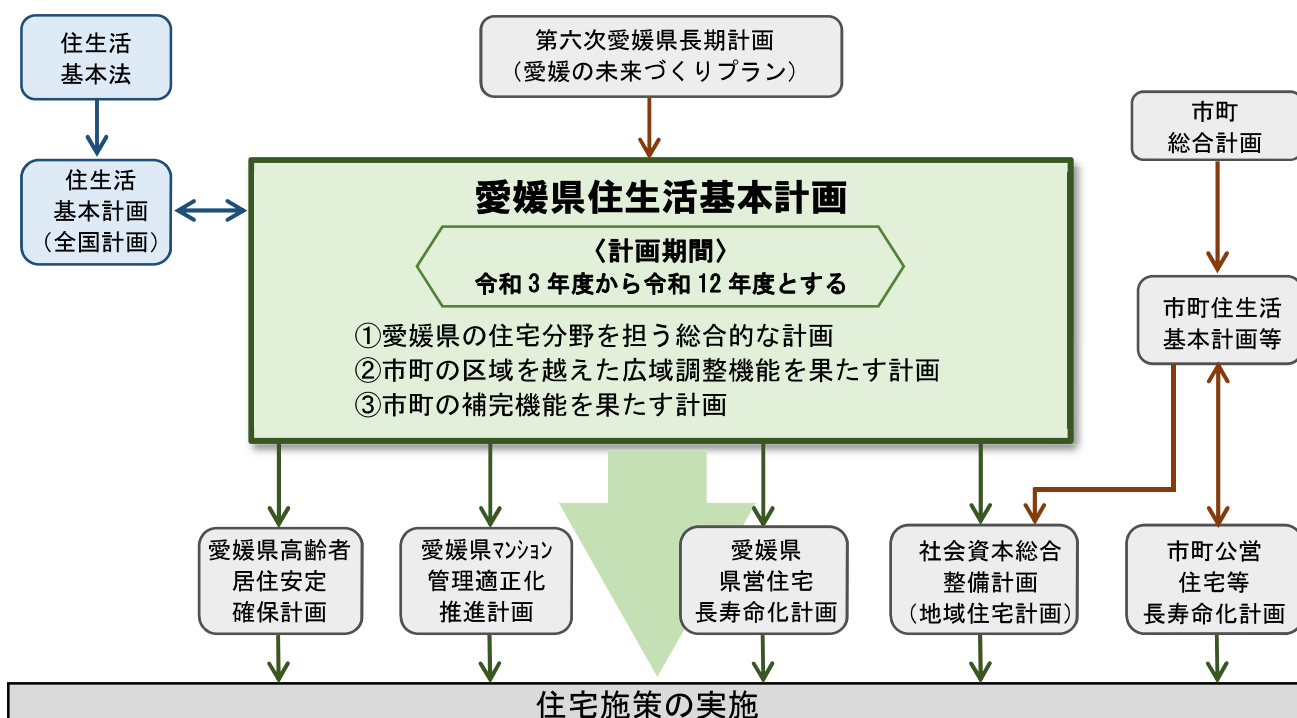 住生活
基本法
第六次愛媛県長期計画
(愛媛の未来づくりプラン)
市町
総合計画
住生活
基本計画
(全国計画)
愛媛県住生活基本計画
〈計画期間〉
令和3年度から令和12年度とする
①愛媛県の住宅分野を担う総合的な計画
②市町の区域を越えた広域調整機能を果たす計画
③市町の補完機能を果たす計画
市町住生活
基本計画等
愛媛県高齢者
居住安定
確保計画
愛媛県ﾏﾝｼｮﾝ
管理適正化
推進計画
愛媛県
県営住宅
長寿命化計画
社会資本総合
整備計画
(地域住宅計画)
市町公営
住宅等
長寿命化計画
住宅施策の実施